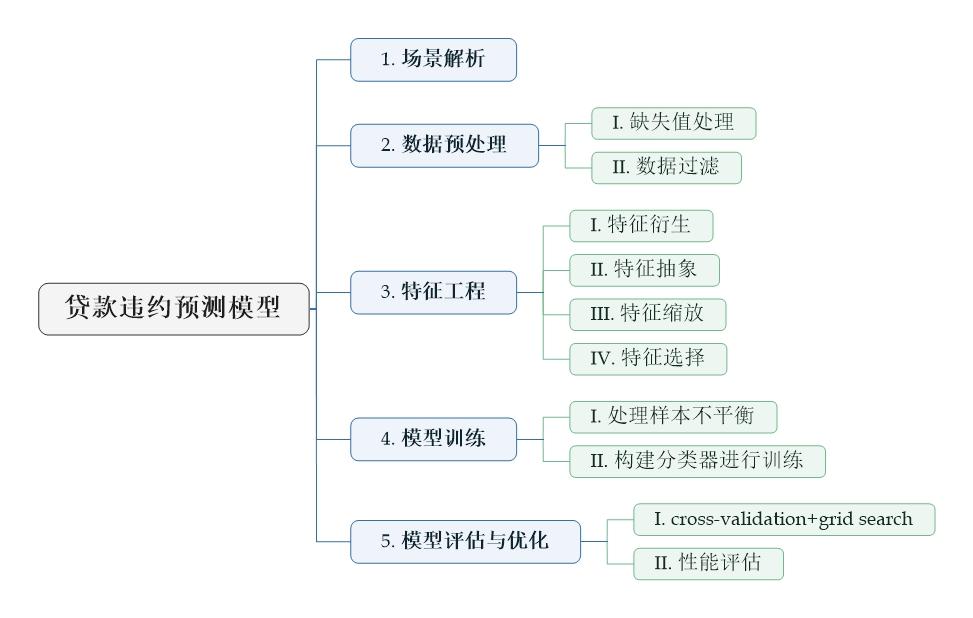 贷款违约预测模型
1. 场景解析
2. 数据预处理
I. 缺失值处理
II. 数据过滤
3. 特征工程
I. 特征衍生
II. 特征抽象
III. 特征缩放
IV. 特征选择
4. 模型训练
I. 处理样本不平衡
II. 构建分类器进行训练
5. 模型评估与优化
I. cross-validation+grid search
II. 性能评估